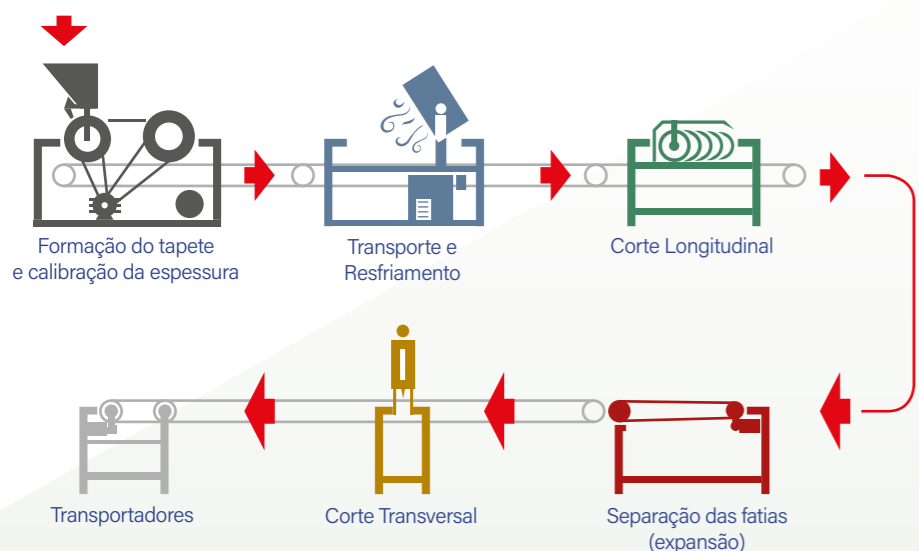 Formação do tapete
e calibração da espessura
Transporte e
Resfriamento
Corte Longitudinal
Transportadores
Corte Transversal
Separação das fatias
(expansão)